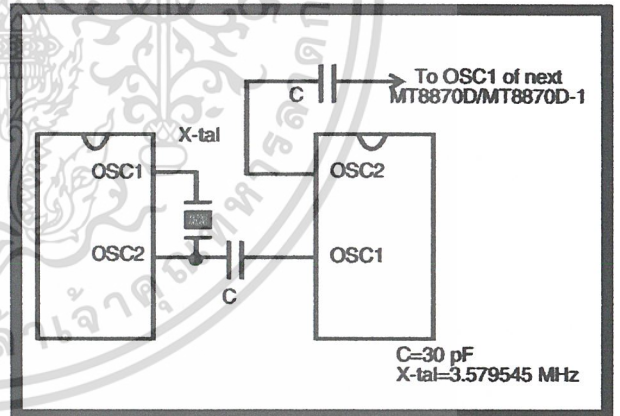 To OSC1 of next
MT8870D/MT8870D-1
C
X-tal
OSC1
OSC2
OSC2
OSC1
C
C=30 pF
X-tal=3.579545 MHz